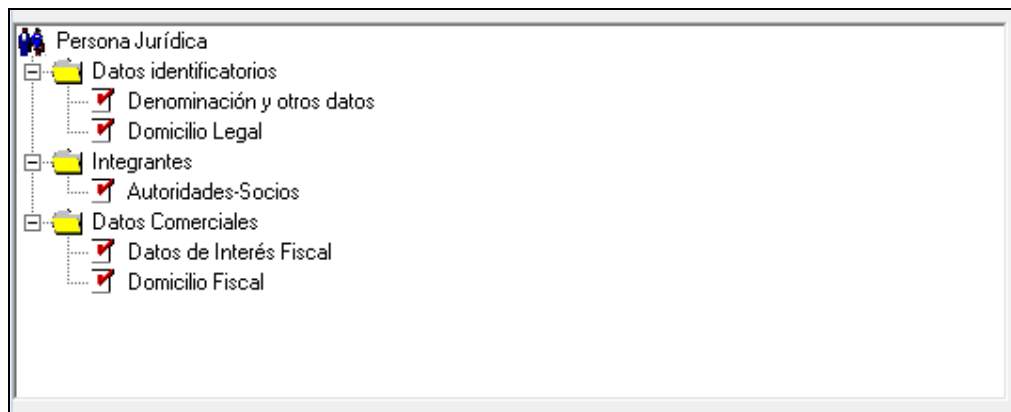 Persona Jurídica
Datos identificatorios
Denominación y otros datos
Domicilio Legal
Integrantes
Autoridades-Socios
Datos Comerciales
Datos de Interés Fiscal
Domicilio Fiscal